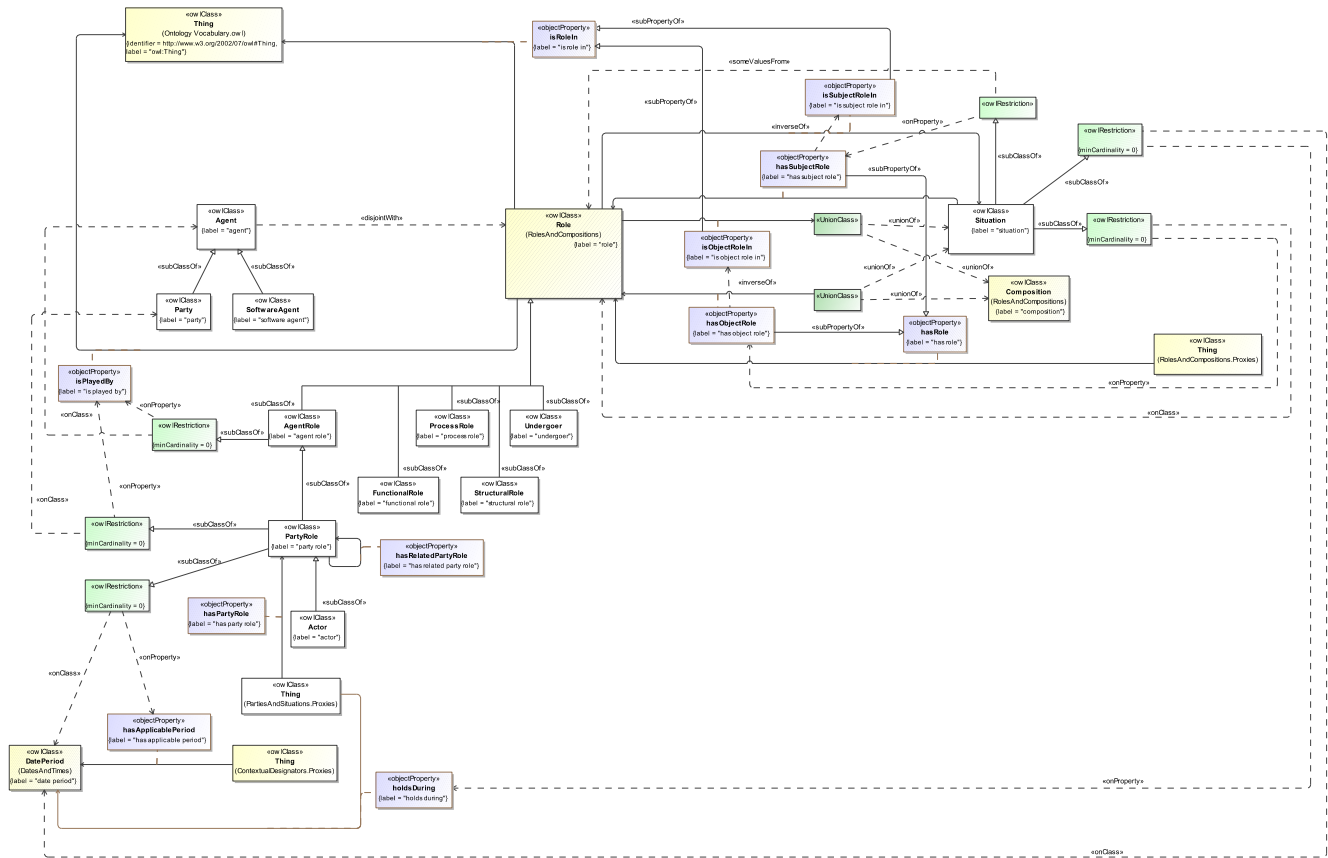 «owlClass»
Thing
(Ontology Vocabulary.owl)
{identifier = http://www.w3.org/2002/07/owl#Thing,
label = "owl:Thing"}
«objectProperty»
isRoleIn
{label = "is role in"}
«subPropertyOf»
«someValuesFrom»
«objectProperty»
isSubjectRoleIn
{label = "is subject role in"}
«owlRestriction»
«subPropertyOf»
«onProperty»
«inverseOf»
«owlRestriction»
{minCardinality = 0}
«objectProperty»
hasSubjectRole
{label = "has subject role"}
«subPropertyOf»
«subClassOf»
«subClassOf»
«owlClass»
Agent
{label = "agent"}
«disjointWith»
«owlClass»
Role
(RolesAndCompositions)
{label = "role"}
«UnionClass»
«unionOf»
«owlClass»
Situation
{label = "situation"}
«subClassOf»
«owlRestriction»
{minCardinality = 0}
«objectProperty»
isObjectRoleIn
{label = "is object role in"}
«subClassOf»
«subClassOf»
«unionOf»
«unionOf»
«inverseOf»
«UnionClass»
«unionOf»
«owlClass»
Composition
(RolesAndCompositions)
{label = "composition"}
«owlClass»
Party
{label = "party"}
«owlClass»
SoftwareAgent
{label = "software agent"}
«objectProperty»
hasObjectRole
{label = "has object role"}
«subPropertyOf»
«objectProperty»
hasRole
{label = "has role"}
«owlClass»
Thing
(RolesAndCompositions.Proxies)
«objectProperty»
isPlayedBy
{label = "is played by"}
«onProperty»
«onClass»
«onProperty»
«onClass»
«owlRestriction»
{minCardinality = 0}
«subClassOf»
«subClassOf»
«owlClass»
AgentRole
{label = "agent role"}
«subClassOf»
«owlClass»
ProcessRole
{label = "process role"}
«subClassOf»
«owlClass»
Undergoer
{label = "undergoer"}
«subClassOf»
«subClassOf»
«owlClass»
FunctionalRole
{label = "functional role"}
«owlClass»
StructuralRole
{label = "structural role"}
«subClassOf»
«onProperty»
«onClass»
«owlRestriction»
{minCardinality = 0}
«subClassOf»
«owlClass»
PartyRole
{label = "party role"}
«objectProperty»
hasRelatedPartyRole
{label = "has related party role"}
«subClassOf»
«owlRestriction»
{minCardinality = 0}
«objectProperty»
hasPartyRole
{label = "has party role"}
«subClassOf»
«owlClass»
Actor
{label = "actor"}
«onProperty»
«onClass»
«owlClass»
Thing
(PartiesAndSituations.Proxies)
«objectProperty»
hasApplicablePeriod
{label = "has applicable period"}
«owlClass»
DatePeriod
(DatesAndTimes)
{label = "date period"}
«owlClass»
Thing
(ContextualDesignators.Proxies)
«objectProperty»
holdsDuring
{label = "holds during"}
«onProperty»
«onClass»